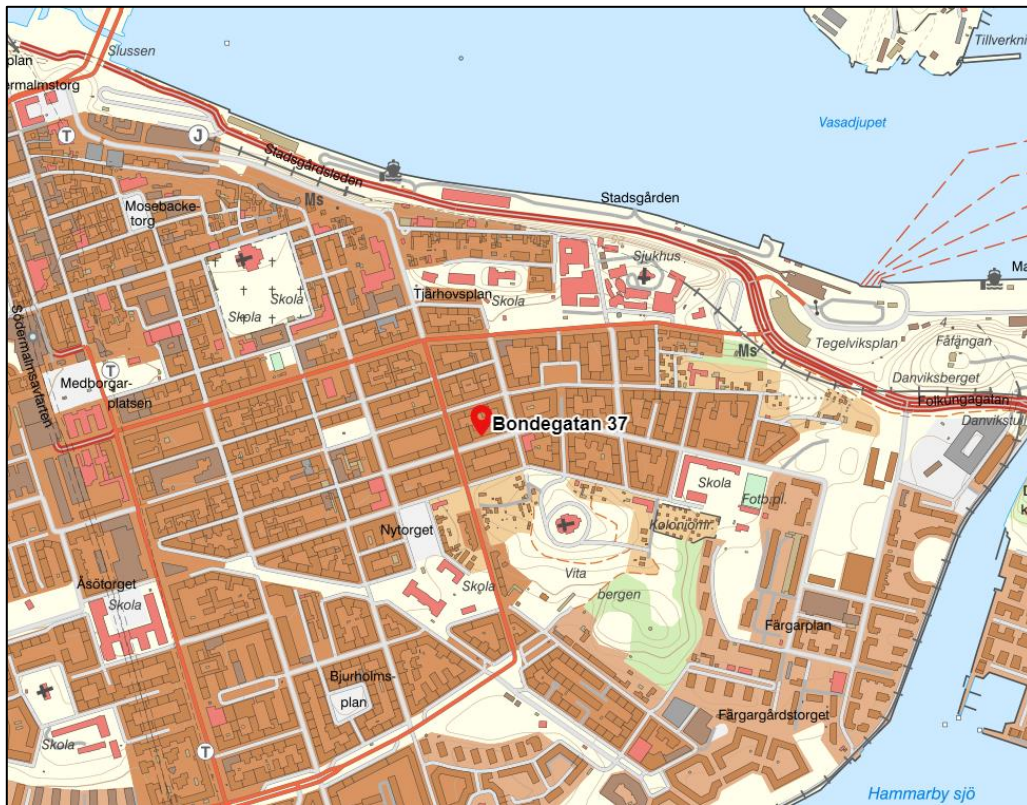 Slussen
plan
ermalmstorg
T
J
Stadsgårdsleden
Ms
Mosebacke
torg
Tillverkni
Vasadjupet
Stadsgården
Ma
Sjukhus
Skola
Skola
Tjärhovsplan
Skola
Södermalmsavfarten
T
Medborgar-
platsen
Ms
Tegelviksplan
Fåfängan
Danviksberget
Folkungagatan
Danvikstull
Bondegatan 37
Skola
Fotb.pl.
Nytorget
Koloniomr.
Skola
Vita
bergen
Åsötorget
Skola
Färgarplan
Bjurholms-
plan
Färgargårdstorget
Skola
T
Hammarby sjö